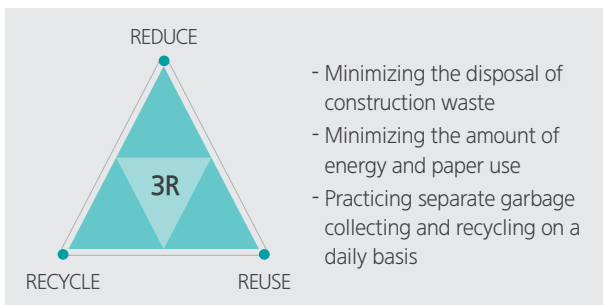 REDUCE
3R
RECYCLE
REUSE
- Minimizing the disposal of
construction waste
- Minimizing the amount of
energy and paper use
- Practicing separate garbage
collecting and recycling on a
daily basis